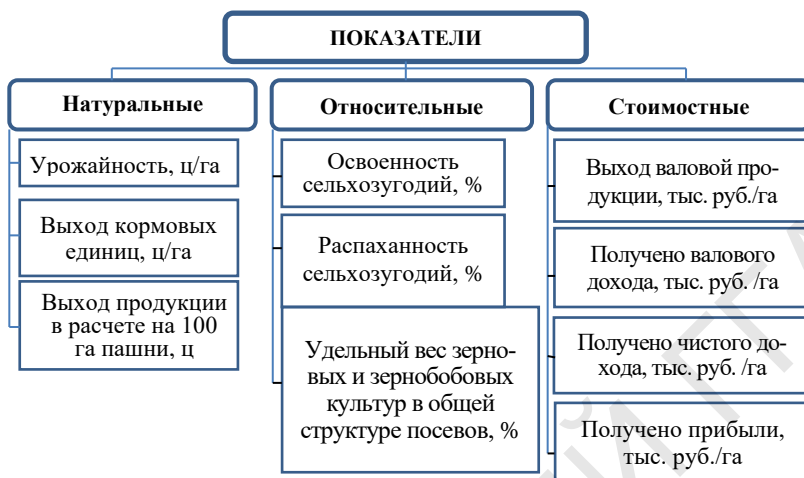 ПОКАЗАТЕЛИ
Натуральные
Урожайность, ц/га
Выход кормовых
единиц, ц/га
Выход продукции
в расчете на 100
га пашни, ц
Относительные
Освоенность
сельхозугодий, %
Распаханность
сельхозугодий, %
Удельный вес зерно-
вых и зернобобовых
культур в общей
структуре посевов, %
Стоимостные
Выход валовой про-
дукции, тыс. руб./га
Получено валового
дохода, тыс. руб. /га
Получено чистого до-
хода, тыс. руб. /га
Получено прибыли,
тыс. руб./га